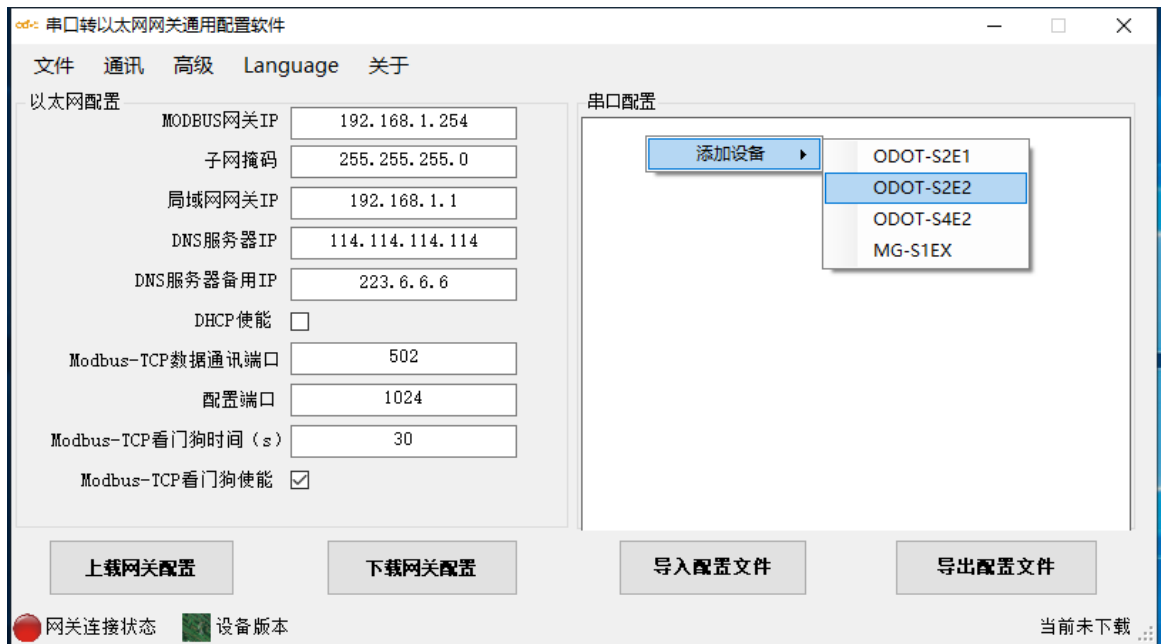 串口转以太网网关通用配置软件
文件 通讯 高级 Language 关于
以太网配置
MODBUS网关IP 192.168.1.254
子网掩码 255.255.255.0
局域网网关IP 192.168.1.1
DNS服务器IP 114.114.114.114
DNS服务器备用IP 223.6.6.6
DHCP使能
Modbus-TCP数据通讯端口 502
配置端口 1024
Modbus-TCP看门狗时间（s） 30
Modbus-TCP看门狗使能
串口配置
添加设备
ODOT-S2E1
ODOT-S2E2
ODOT-S4E2
MG-S1EX
上载网关配置 下载网关配置 导入配置文件 导出配置文件
网关连接状态 设备版本 当前未下载